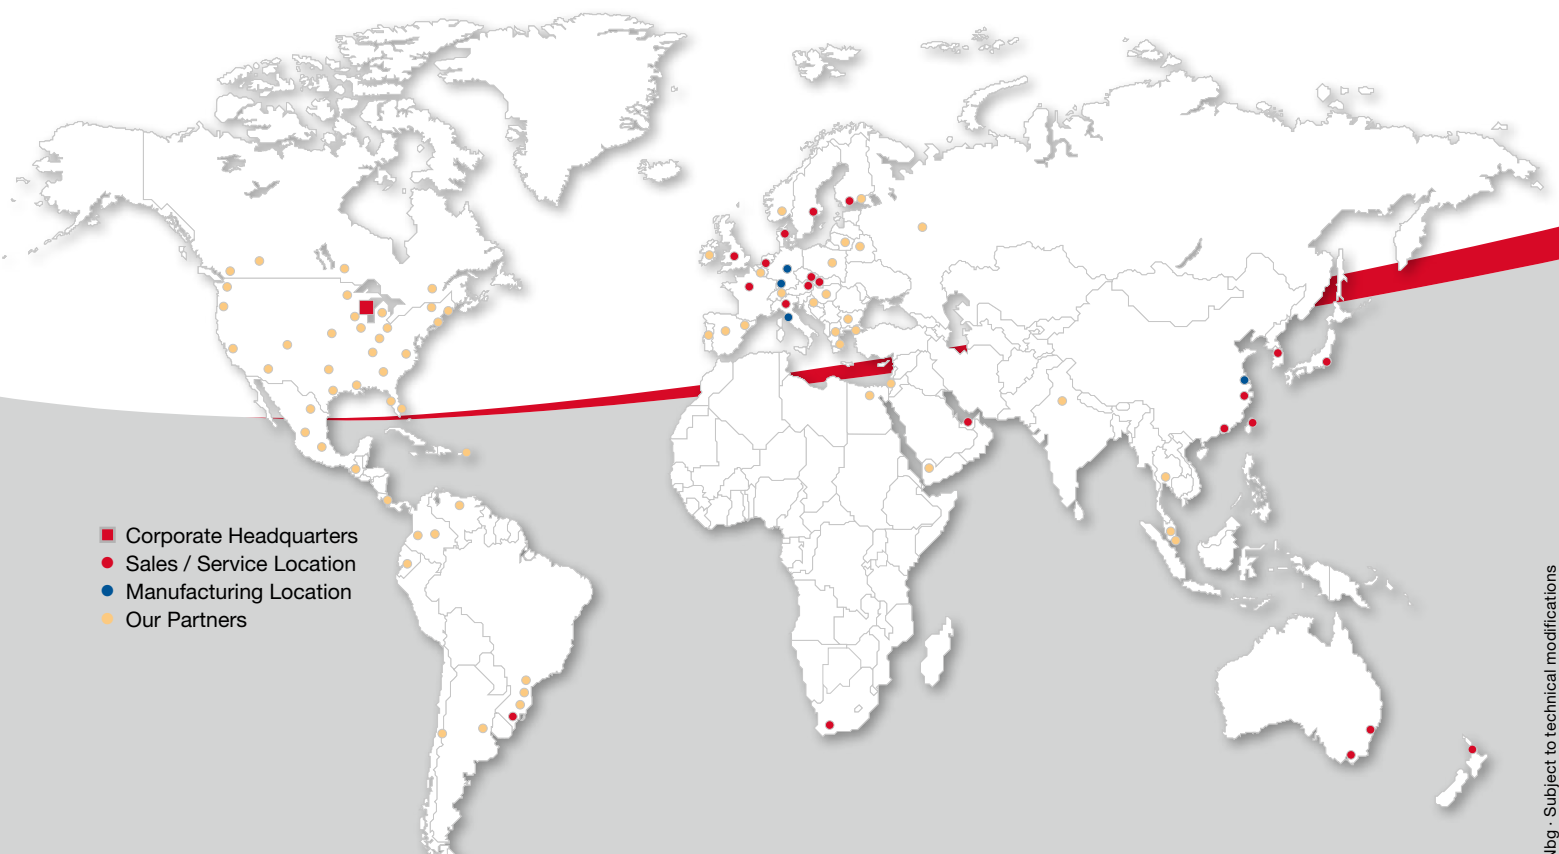 Corporate Headquarters
Sales / Service Location
Manufacturing Location
Our Partners
· Subject to technical modifications